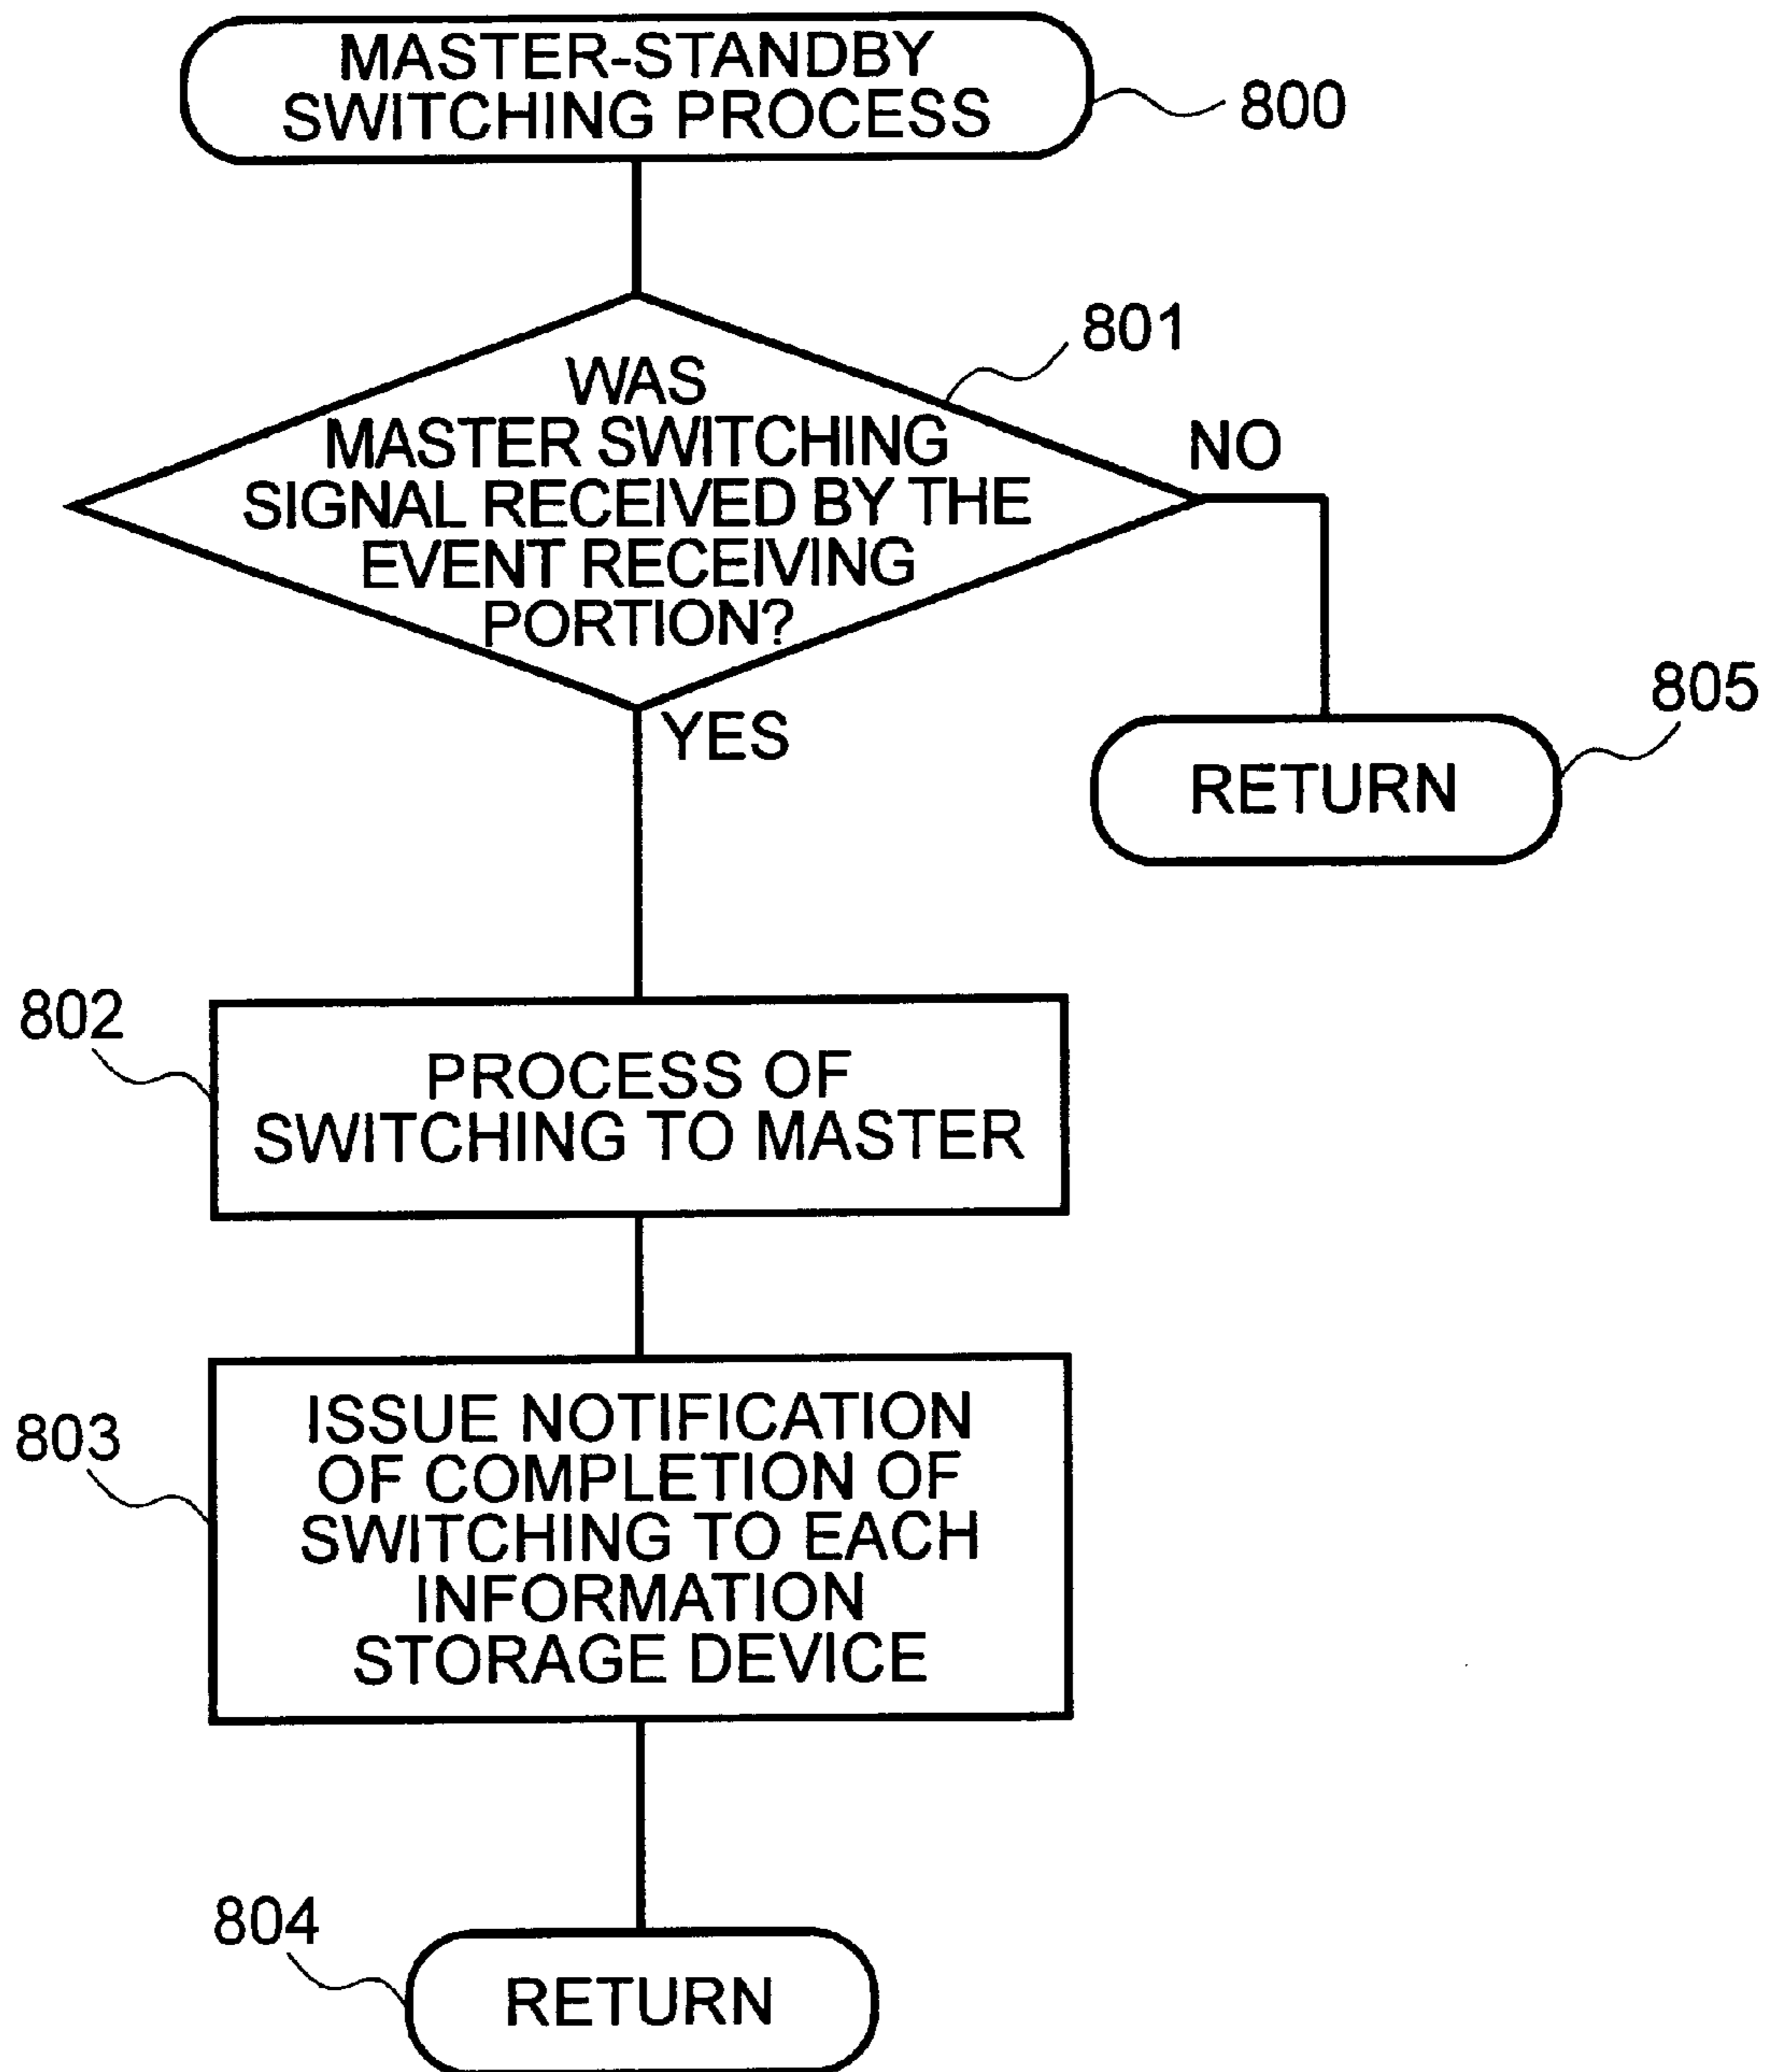 MASTER-STANDBY
SWITCHING PROCESS
800
801
WAS
MASTER SWITCHING
SIGNAL RECEIVED BY THE
EVENT RECEIVING
PORTION?
NO
YES
805
RETURN
802
PROCESS OF
SWITCHING TO MASTER
803
ISSUE NOTIFICATION
OF COMPLETION OF
SWITCHING TO EACH
INFORMATION
STORAGE DEVICE
804
RETURN